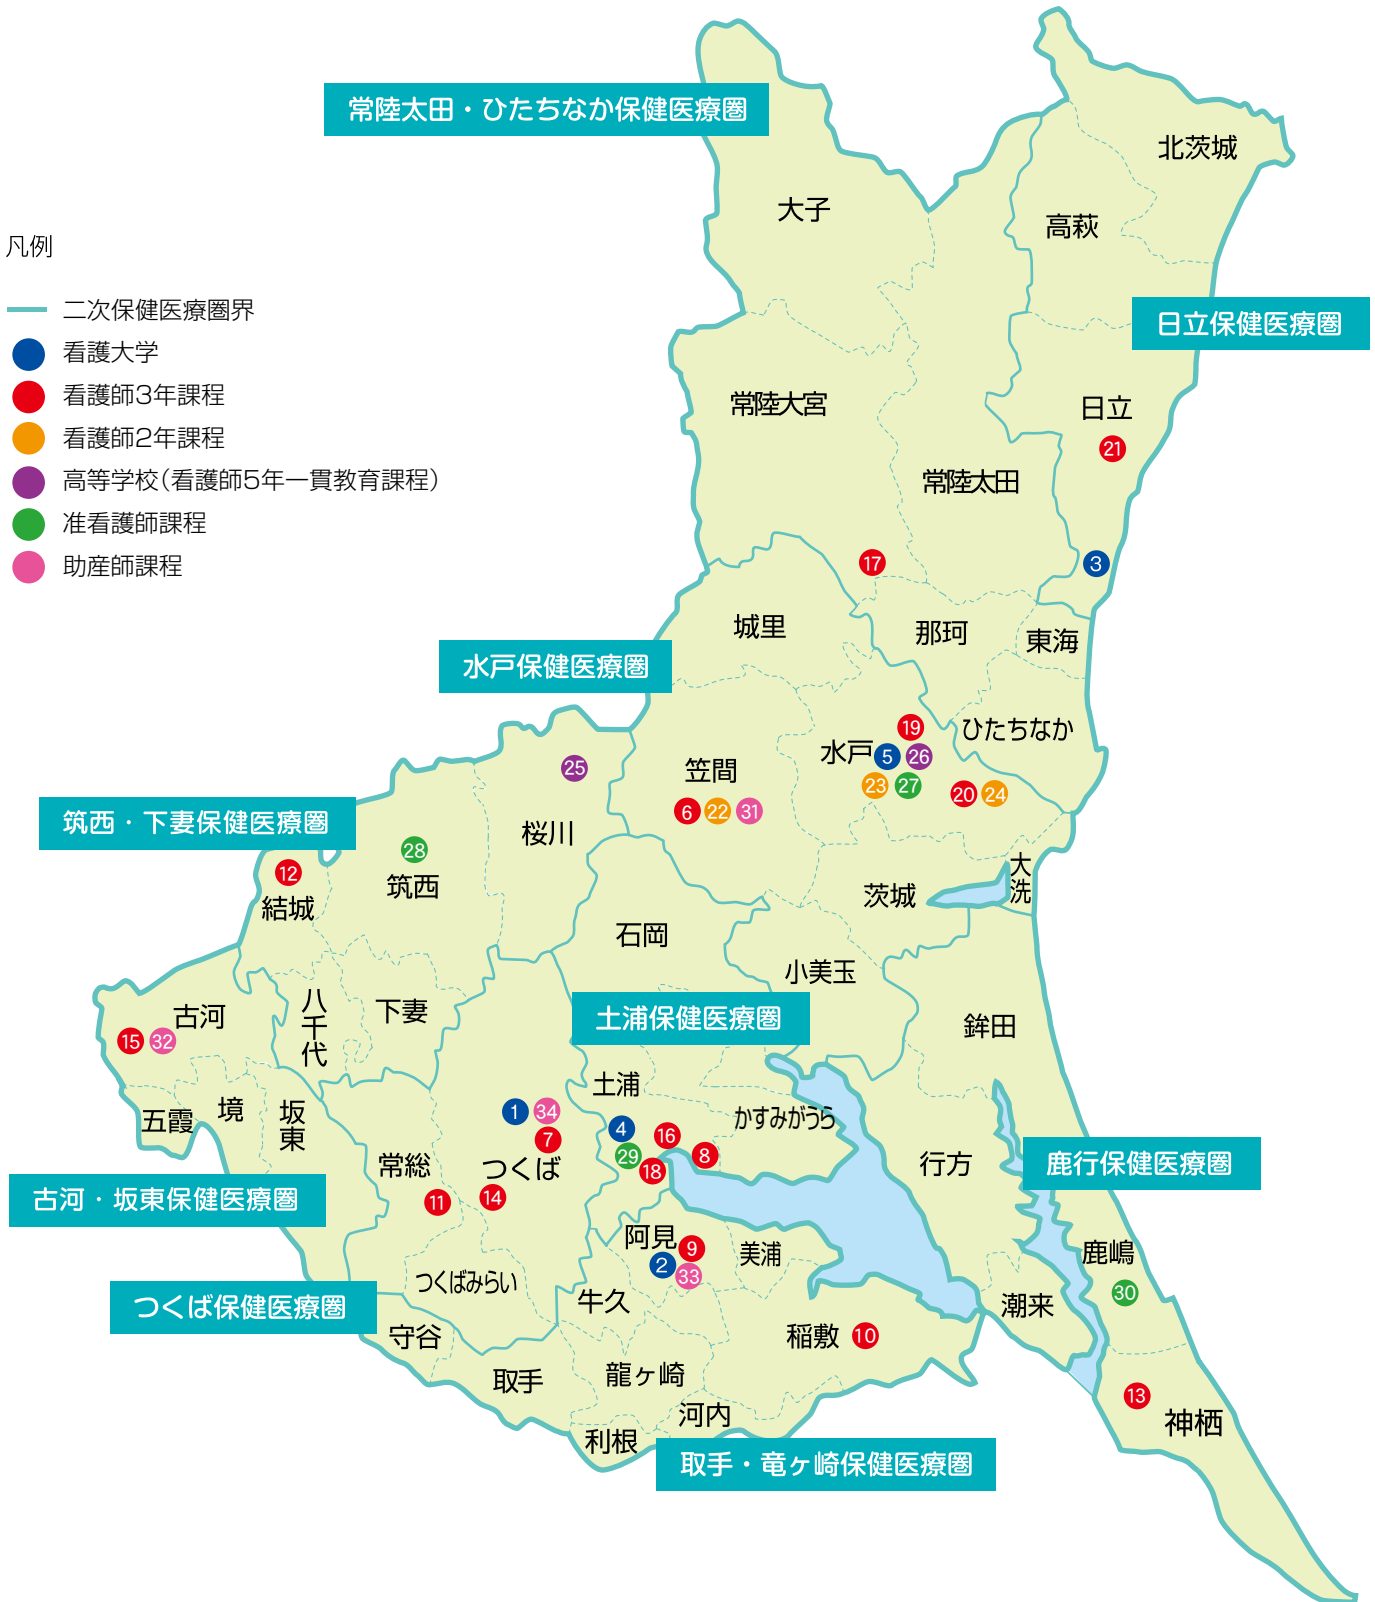 常陸太田・ひたちなか保健医療圏
北茨城
大子
高萩
凡例
二次保健医療圏界
看護大学
看護師3年課程
看護師2年課程
高等学校（看護師5年一貫教育課程）
准看護師課程
助産師課程
日立保健医療圏
常陸大宮
日立
21
常陸太田
17
3
城里
那珂
東海
水戸保健医療圏
19
ひたちなか
水戸
5
26
25
笠間
23
27
20
24
6
22
31
筑西・下妻保健医療圏
桜川
28
12
筑西
大洗
結城
茨城
石岡
小美玉
古河
八千代
下妻
土浦保健医療圏
鉾田
15
32
土浦
五霞
境
坂東
1
34
かすみがうら
4
16
7
つくば
29
8
18
常総
行方
鹿行保健医療圏
古河・坂東保健医療圏
11
14
阿見
9
美浦
鹿嶋
2
33
つくばみらい
30
つくば保健医療圏
牛久
潮来
守谷
稲敷
10
取手
龍ヶ崎
13
河内
神栖
利根
取手・竜ヶ崎保健医療圏